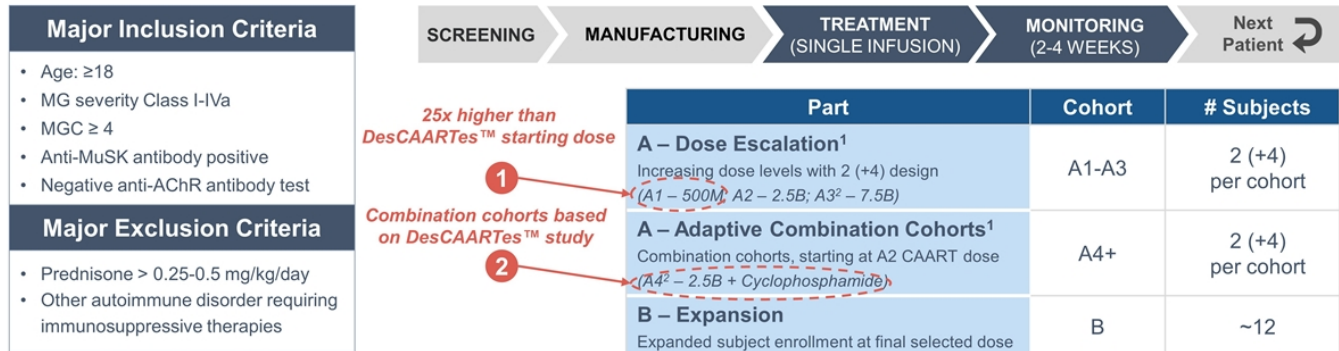 Major Inclusion Criteria
• Age: ≥18
• MG severity Class I-IVa
• MGC ≥ 4
• Anti-MuSK antibody positive
• Negative anti-AChR antibody test
Major Exclusion Criteria
• Prednisone > 0.25-0.5 mg/kg/day
• Other autoimmune disorder requiring
immunosuppressive therapies
SCREENING
MANUFACTURING
TREATMENT
(SINGLE INFUSION)
MONITORING
(2-4 WEEKS)
Next
Patient
25x higher than
DesCAARTes™ starting dose
1
Combination cohorts based
on DesCAARTes™ study
2
Part Cohort # Subjects
A – Dose Escalation¹
Increasing dose levels with 2 (+4) design
(A1 – 500M; A2 – 2.5B; A3² – 7.5B)
A1-A3
2 (+4)
per cohort
A – Adaptive Combination Cohorts¹
Combination cohorts, starting at A2 CAART dose
(A4² – 2.5B + Cyclophosphamide)
A4+
2 (+4)
per cohort
B – Expansion
Expanded subject enrollment at final selected dose
B
~12